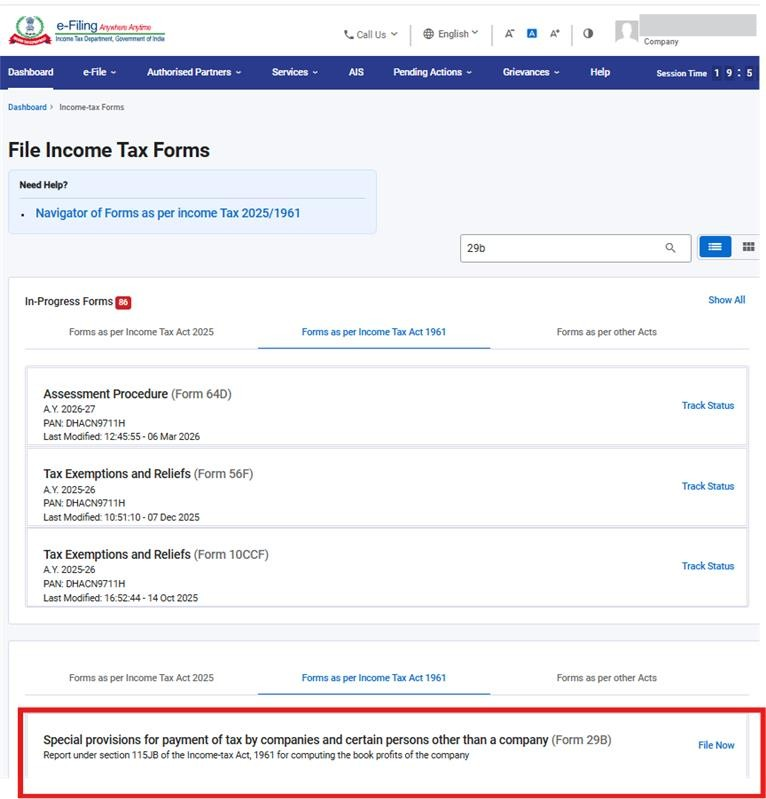 e-Filing Anywhere Anytime
Income Tax Department, Government of India
Call Us
English
A-
A
A+
Company
Dashboard
e-File
Authorised Partners
Services
AIS
Pending Actions
Grievances
Help
Session Time 1 9 : 5
Dashboard > Income-tax Forms
File Income Tax Forms
Need Help?
• Navigator of Forms as per income Tax 2025/1961
29b
In-Progress Forms 86
Show All
Forms as per Income Tax Act 2025
Forms as per Income Tax Act 1961
Forms as per other Acts
Assessment Procedure (Form 64D)
A.Y. 2026-27
PAN: DHACN9711H
Last Modified: 12:45:55 - 06 Mar 2026
Track Status
Tax Exemptions and Reliefs (Form 56F)
A.Y. 2025-26
PAN: DHACN9711H
Last Modified: 10:51:10 - 07 Dec 2025
Track Status
Tax Exemptions and Reliefs (Form 10CCF)
A.Y. 2025-26
PAN: DHACN9711H
Last Modified: 16:52:44 - 14 Oct 2025
Track Status
Forms as per Income Tax Act 2025
Forms as per Income Tax Act 1961
Forms as per other Acts
Special provisions for payment of tax by companies and certain persons other than a company (Form 29B)
Report under section 115JB of the Income-tax Act, 1961 for computing the book profits of the company
File Now